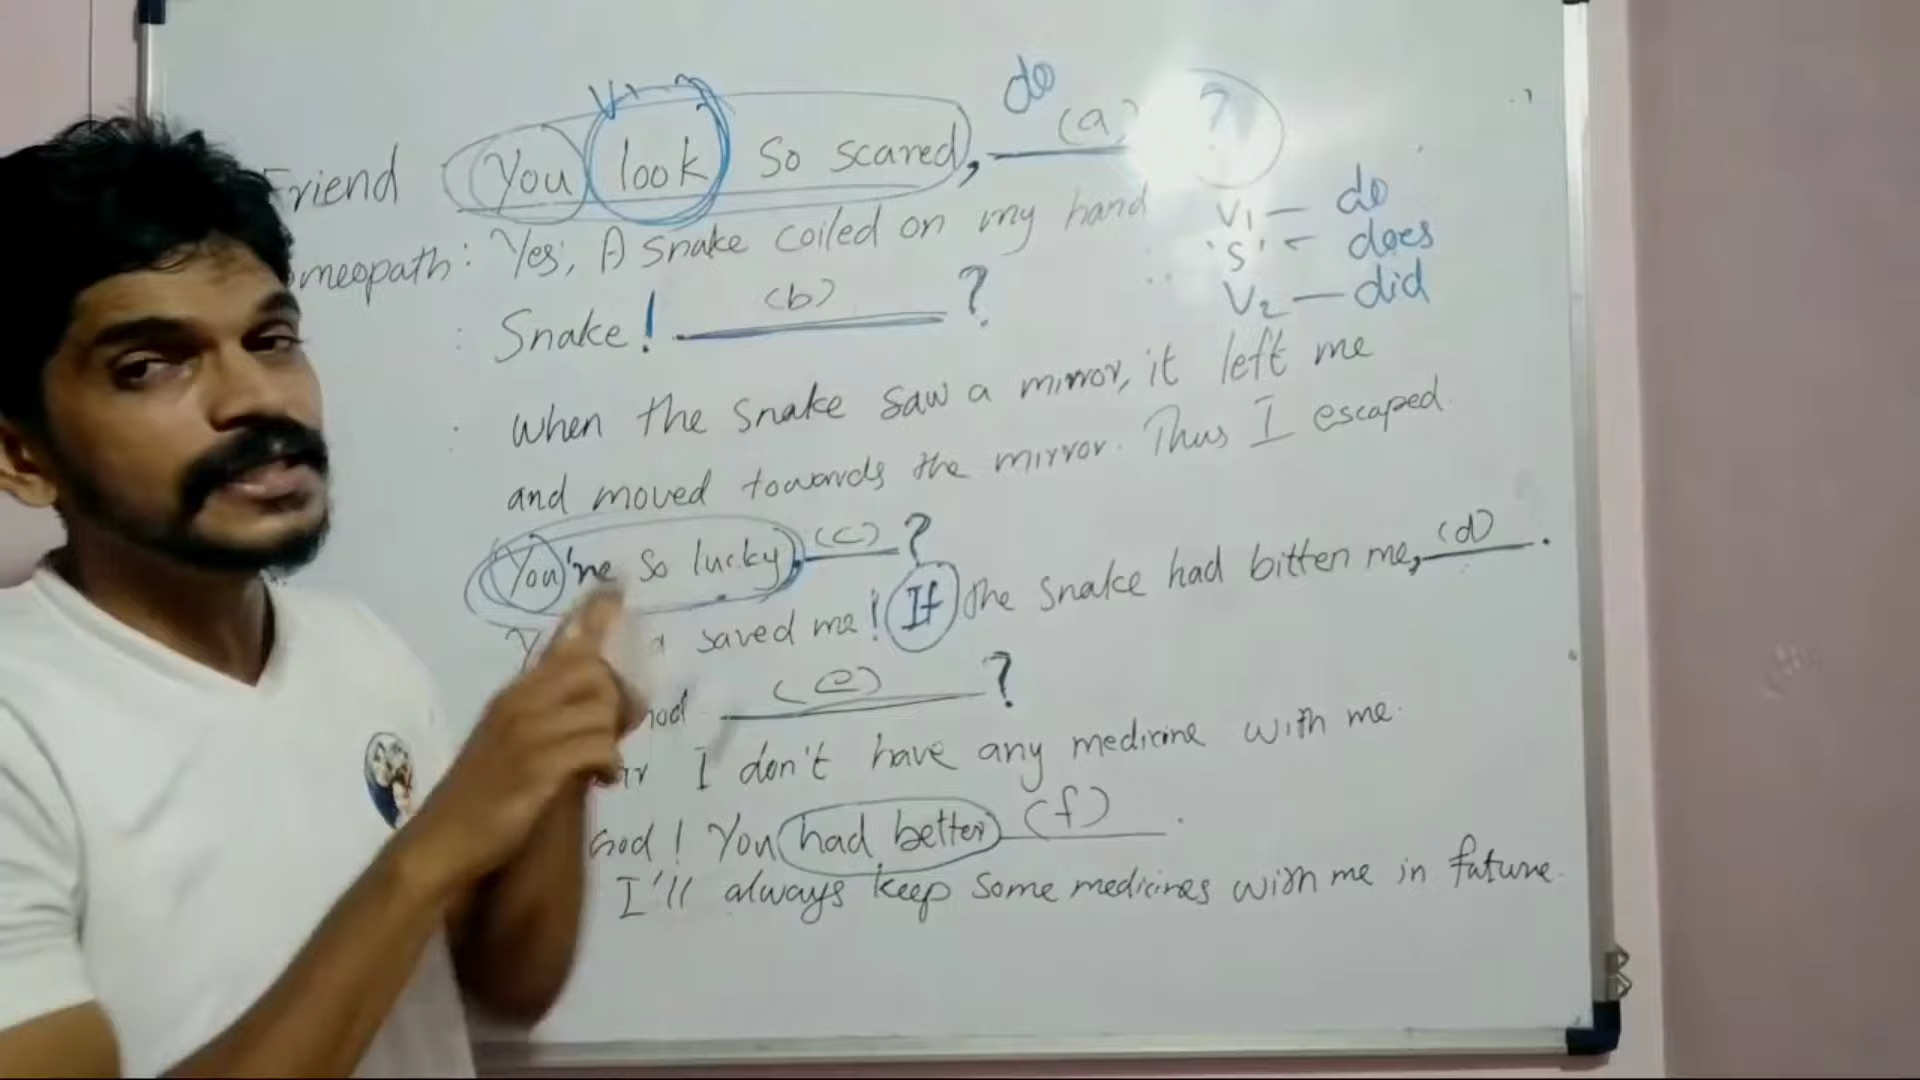 V1
do
Friend You look so scared, (a) ?
meopath: Yes, A snake coiled on my hand
V1 – do
's' – does
V2 – did
: Snake! (b) ?
: When the snake saw a mirror, it left me
and moved towards the mirror. Thus I escaped.
You're so lucky, (c) ?
saved me! If the snake had bitten me, (d) .
(e) ?
I don't have any medicine with me.
God! You had better (f) .
I'll always keep some medicines with me in future.